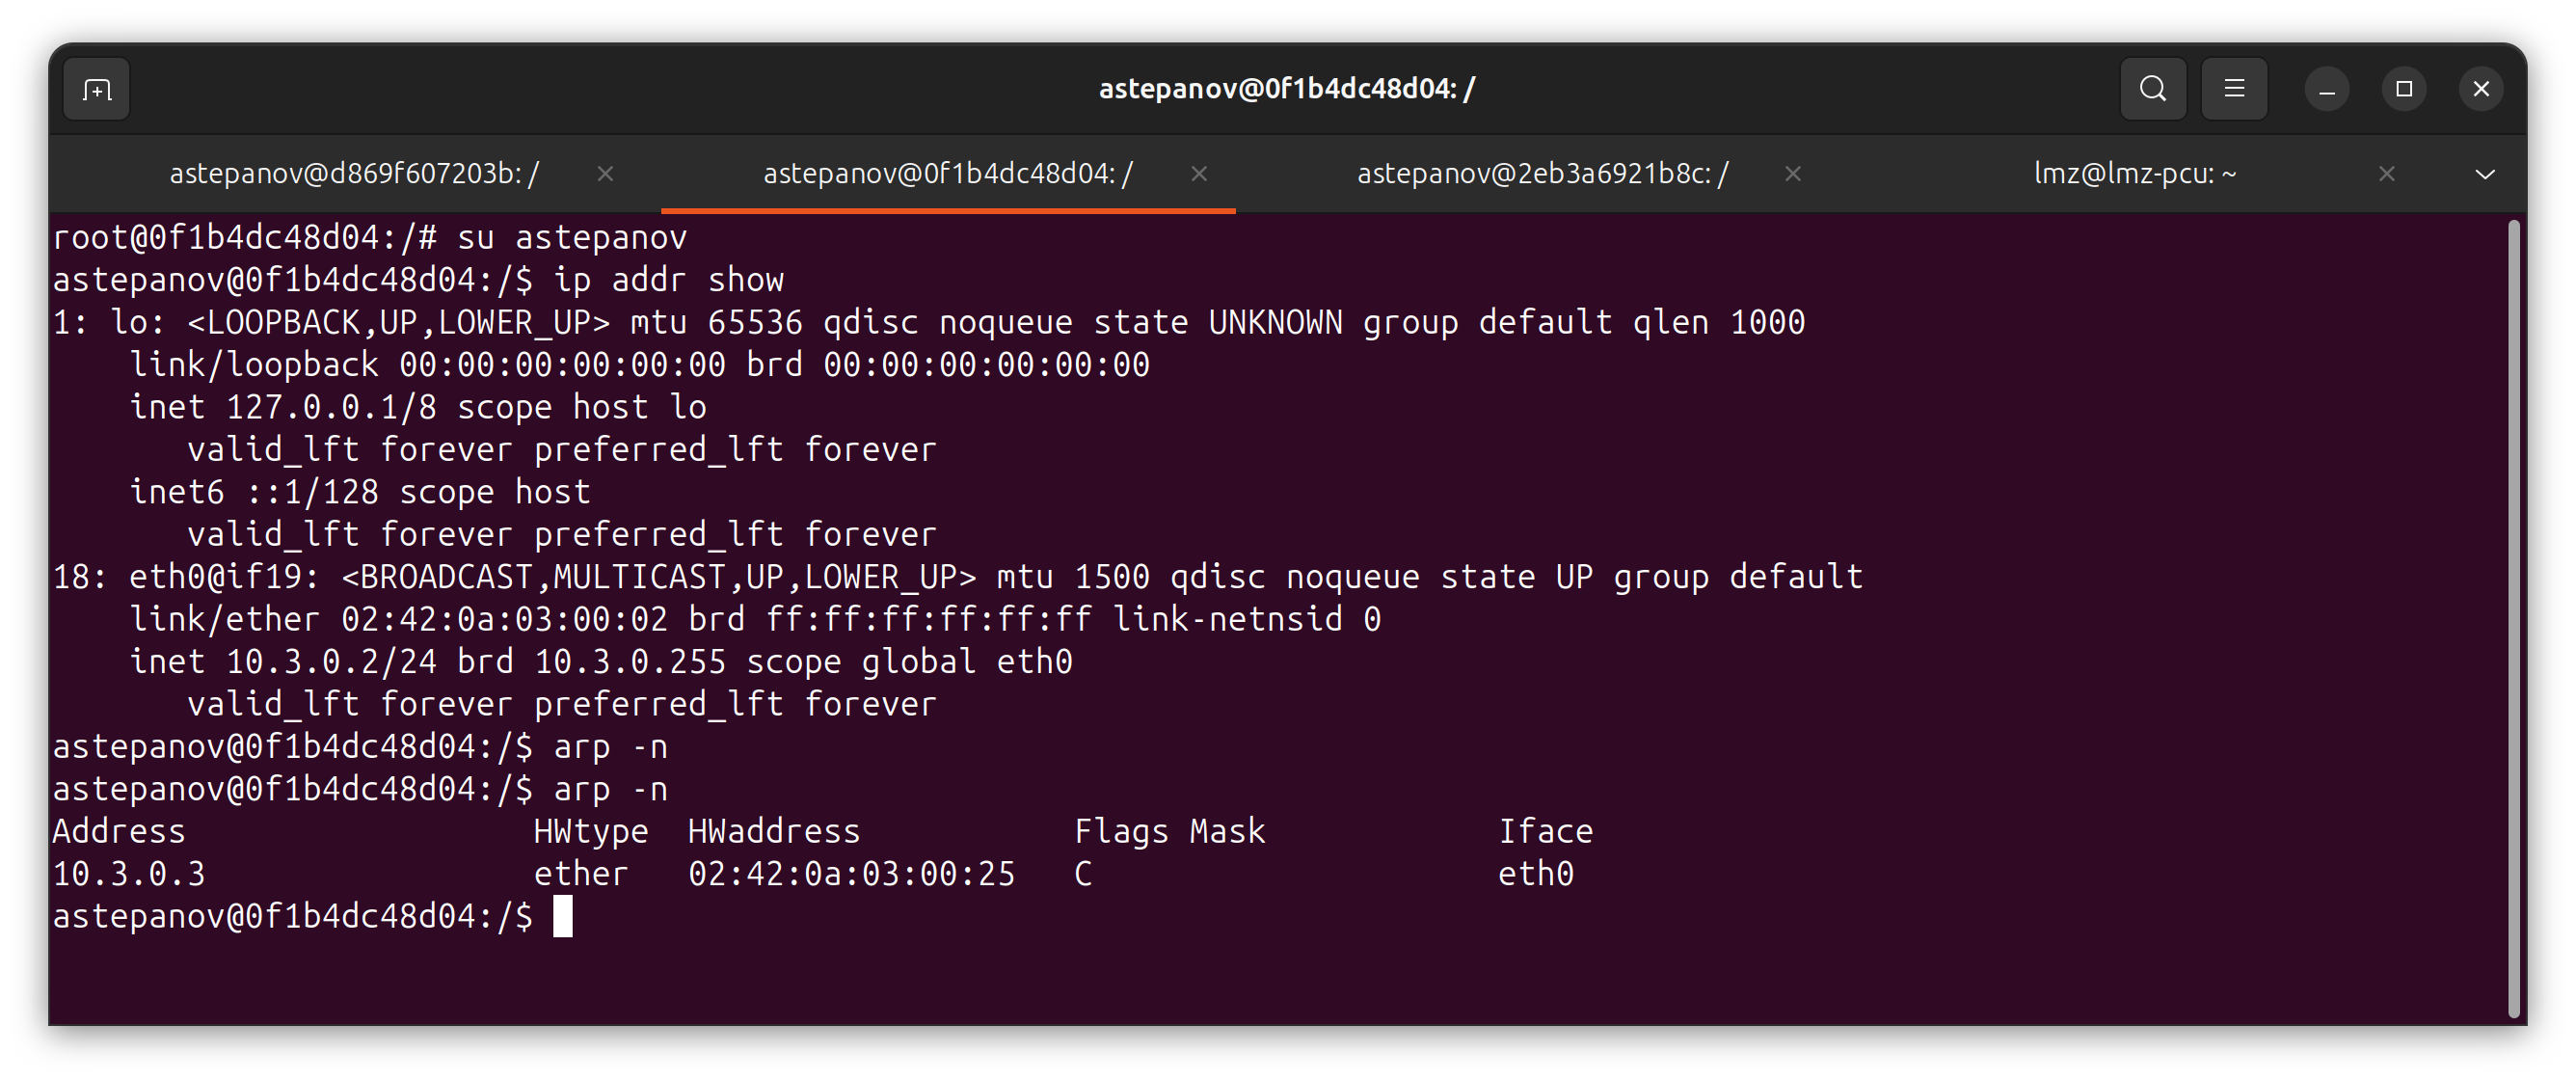 astepanov@0f1b4dc48d04: /
astepanov@d869f607203b: /
astepanov@0f1b4dc48d04: /
astepanov@2eb3a6921b8c: /
lmz@lmz-pcu: ~
root@0f1b4dc48d04:/# su astepanov
astepanov@0f1b4dc48d04:/$ ip addr show
1: lo: <LOOPBACK,UP,LOWER_UP> mtu 65536 qdisc noqueue state UNKNOWN group default qlen 1000
    link/loopback 00:00:00:00:00:00 brd 00:00:00:00:00:00
    inet 127.0.0.1/8 scope host lo
       valid_lft forever preferred_lft forever
    inet6 ::1/128 scope host
       valid_lft forever preferred_lft forever
18: eth0@if19: <BROADCAST,MULTICAST,UP,LOWER_UP> mtu 1500 qdisc noqueue state UP group default
    link/ether 02:42:0a:03:00:02 brd ff:ff:ff:ff:ff:ff link-netnsid 0
    inet 10.3.0.2/24 brd 10.3.0.255 scope global eth0
       valid_lft forever preferred_lft forever
astepanov@0f1b4dc48d04:/$ arp -n
astepanov@0f1b4dc48d04:/$ arp -n
Address                  HWtype  HWaddress           Flags Mask            Iface
10.3.0.3                 ether   02:42:0a:03:00:25   C                     eth0
astepanov@0f1b4dc48d04:/$